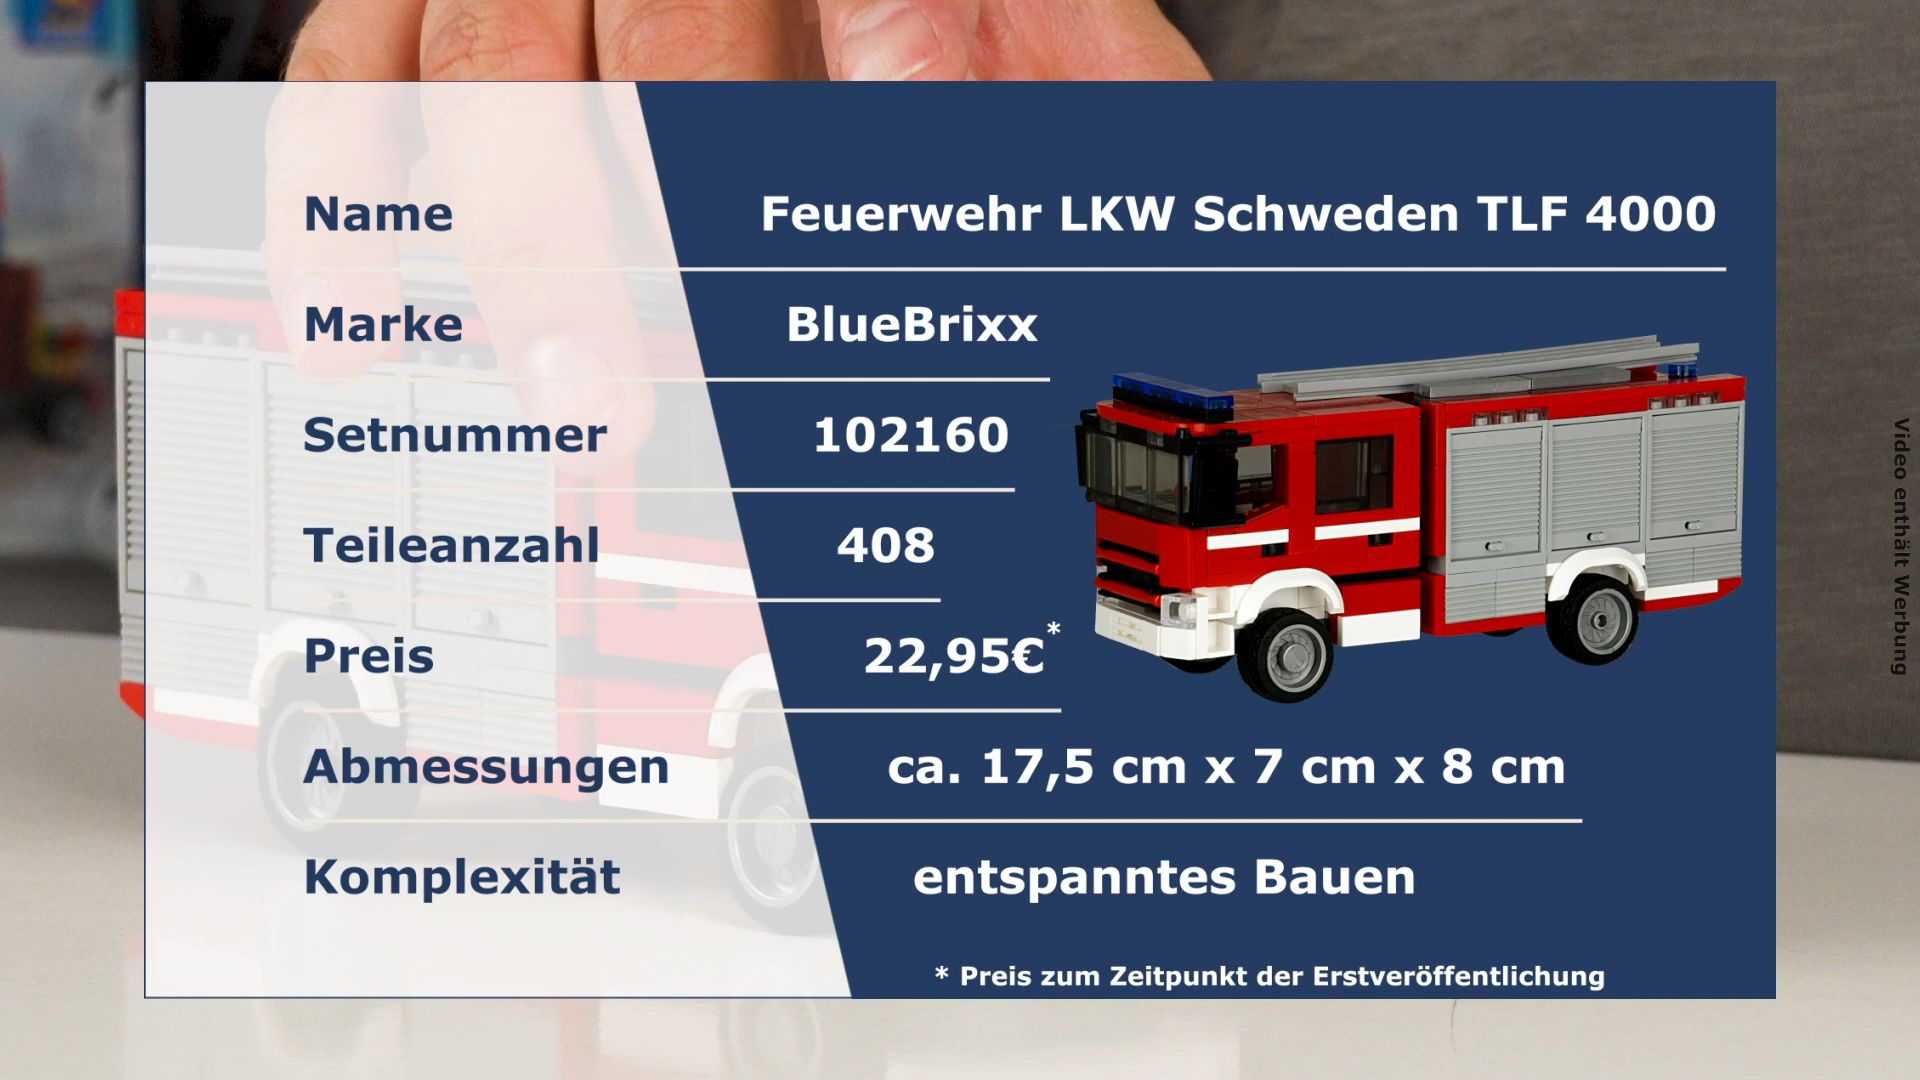 Name Feuerwehr LKW Schweden TLF 4000
Marke BlueBrixx
Setnummer 102160
Teileanzahl 408
Preis 22,95€*
Abmessungen ca. 17,5 cm x 7 cm x 8 cm
Komplexität entspanntes Bauen
* Preis zum Zeitpunkt der Erstveröffentlichung
Video enthält Werbung